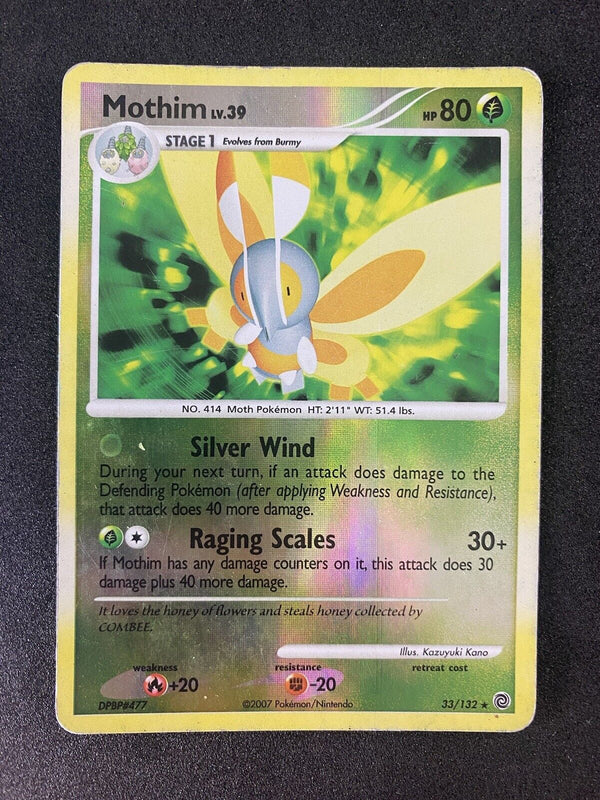 Mothim LV.39 HP 80
STAGE 1 Evolves from Burmy
NO. 414 Moth Pokémon HT: 2'11" WT: 51.4 lbs.
Silver Wind
During your next turn, if an attack does damage to the
Defending Pokémon (after applying Weakness and Resistance),
that attack does 40 more damage.
Raging Scales 30+
If Mothim has any damage counters on it, this attack does 30
damage plus 40 more damage.
It loves the honey of flowers and steals honey collected by
COMBEE.
Illus. Kazuyuki Kano
weakness resistance retreat cost
+20 -20
DPBP#477 ©2007 Pokémon/Nintendo 33/132 ★